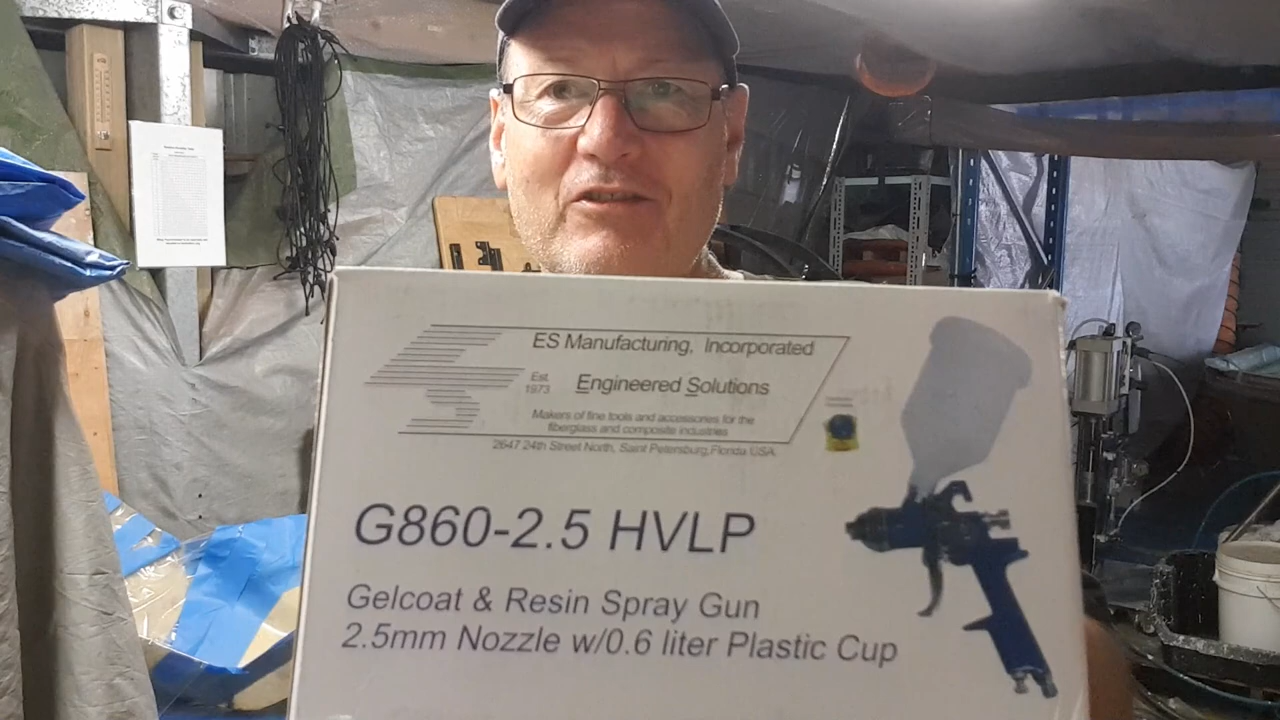 ES Manufacturing, Incorporated
Est.
1973
Engineered Solutions
Makers of fine tools and accessories for the
fiberglass and composite industries
2647 24th Street North, Saint Petersburg,Florida USA
G860-2.5 HVLP
Gelcoat & Resin Spray Gun
2.5mm Nozzle w/0.6 liter Plastic Cup